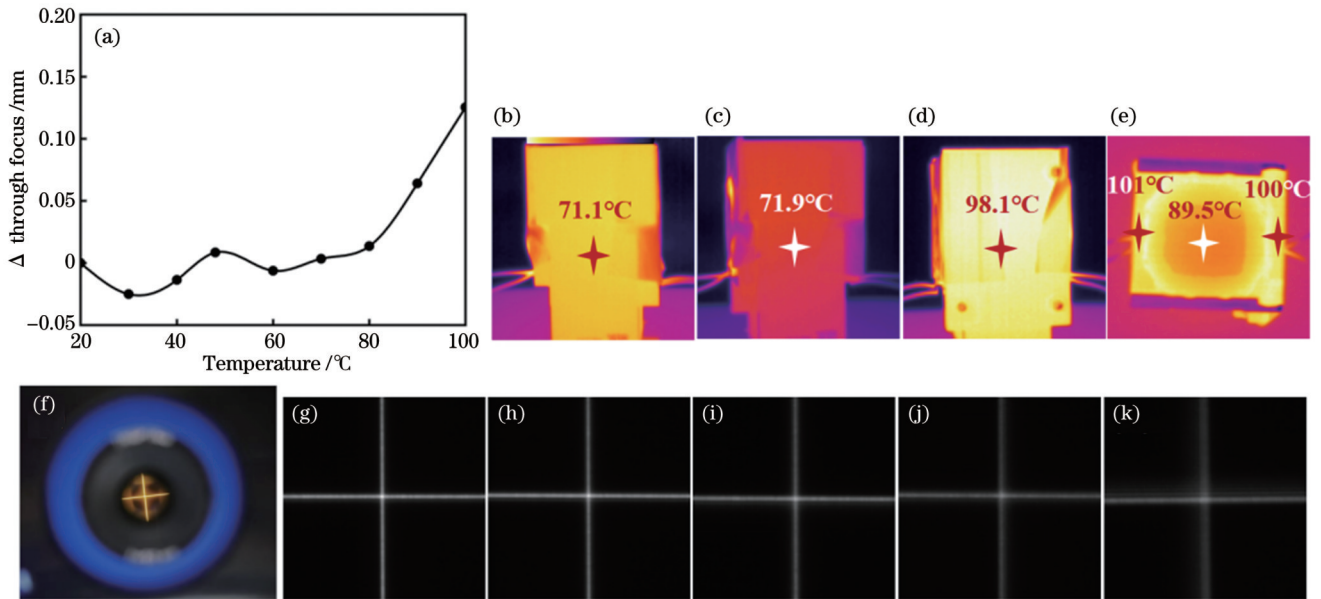 0.20
(a)
0.15
0.10
0.05
0
−0.05
Δ through focus /mm
20
40
60
80
100
Temperature /℃
(b)
(c)
(d)
(e)
71.1℃
71.9℃
98.1℃
101℃
89.5℃
100℃
(f)
(g)
(h)
(i)
(j)
(k)